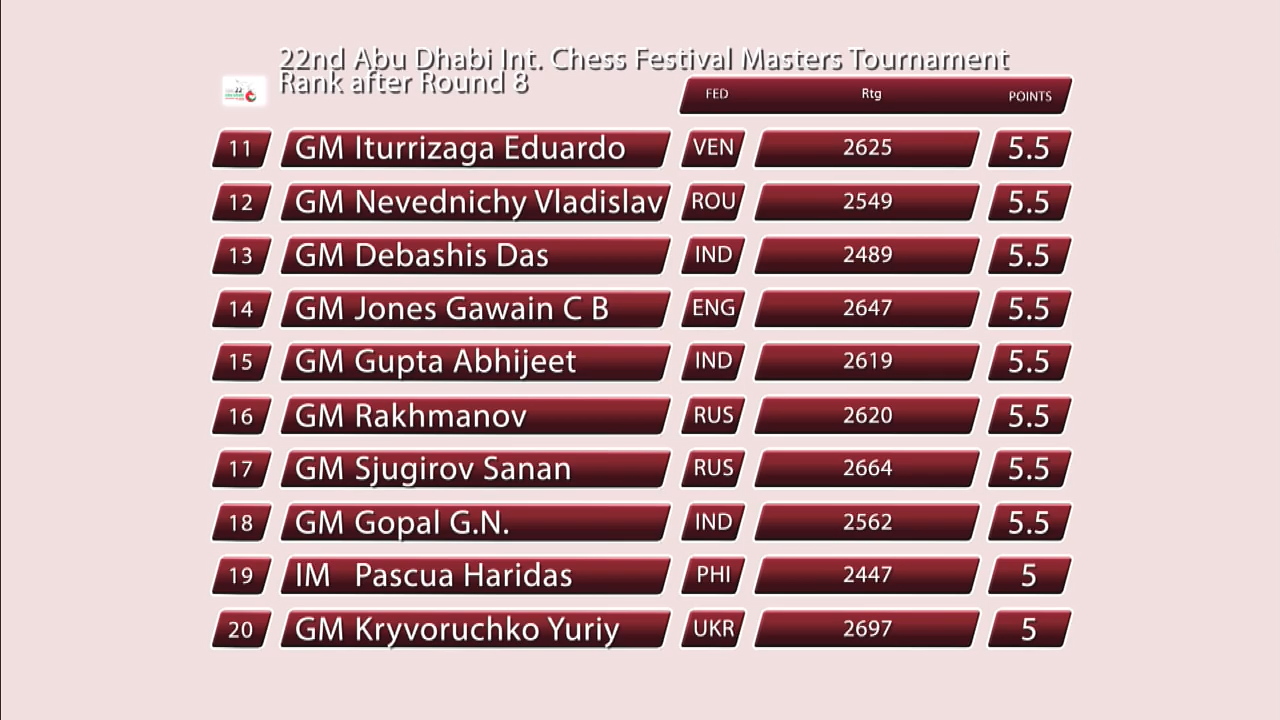 22nd Abu Dhabi Int. Chess Festival Masters Tournament
Rank after Round 8
FED Rtg POINTS
11 GM Iturrizaga Eduardo VEN 2625 5.5
12 GM Nevednichy Vladislav ROU 2549 5.5
13 GM Debashis Das IND 2489 5.5
14 GM Jones Gawain C B ENG 2647 5.5
15 GM Gupta Abhijeet IND 2619 5.5
16 GM Rakhmanov RUS 2620 5.5
17 GM Sjugirov Sanan RUS 2664 5.5
18 GM Gopal G.N. IND 2562 5.5
19 IM Pascua Haridas PHI 2447 5
20 GM Kryvoruchko Yuriy UKR 2697 5